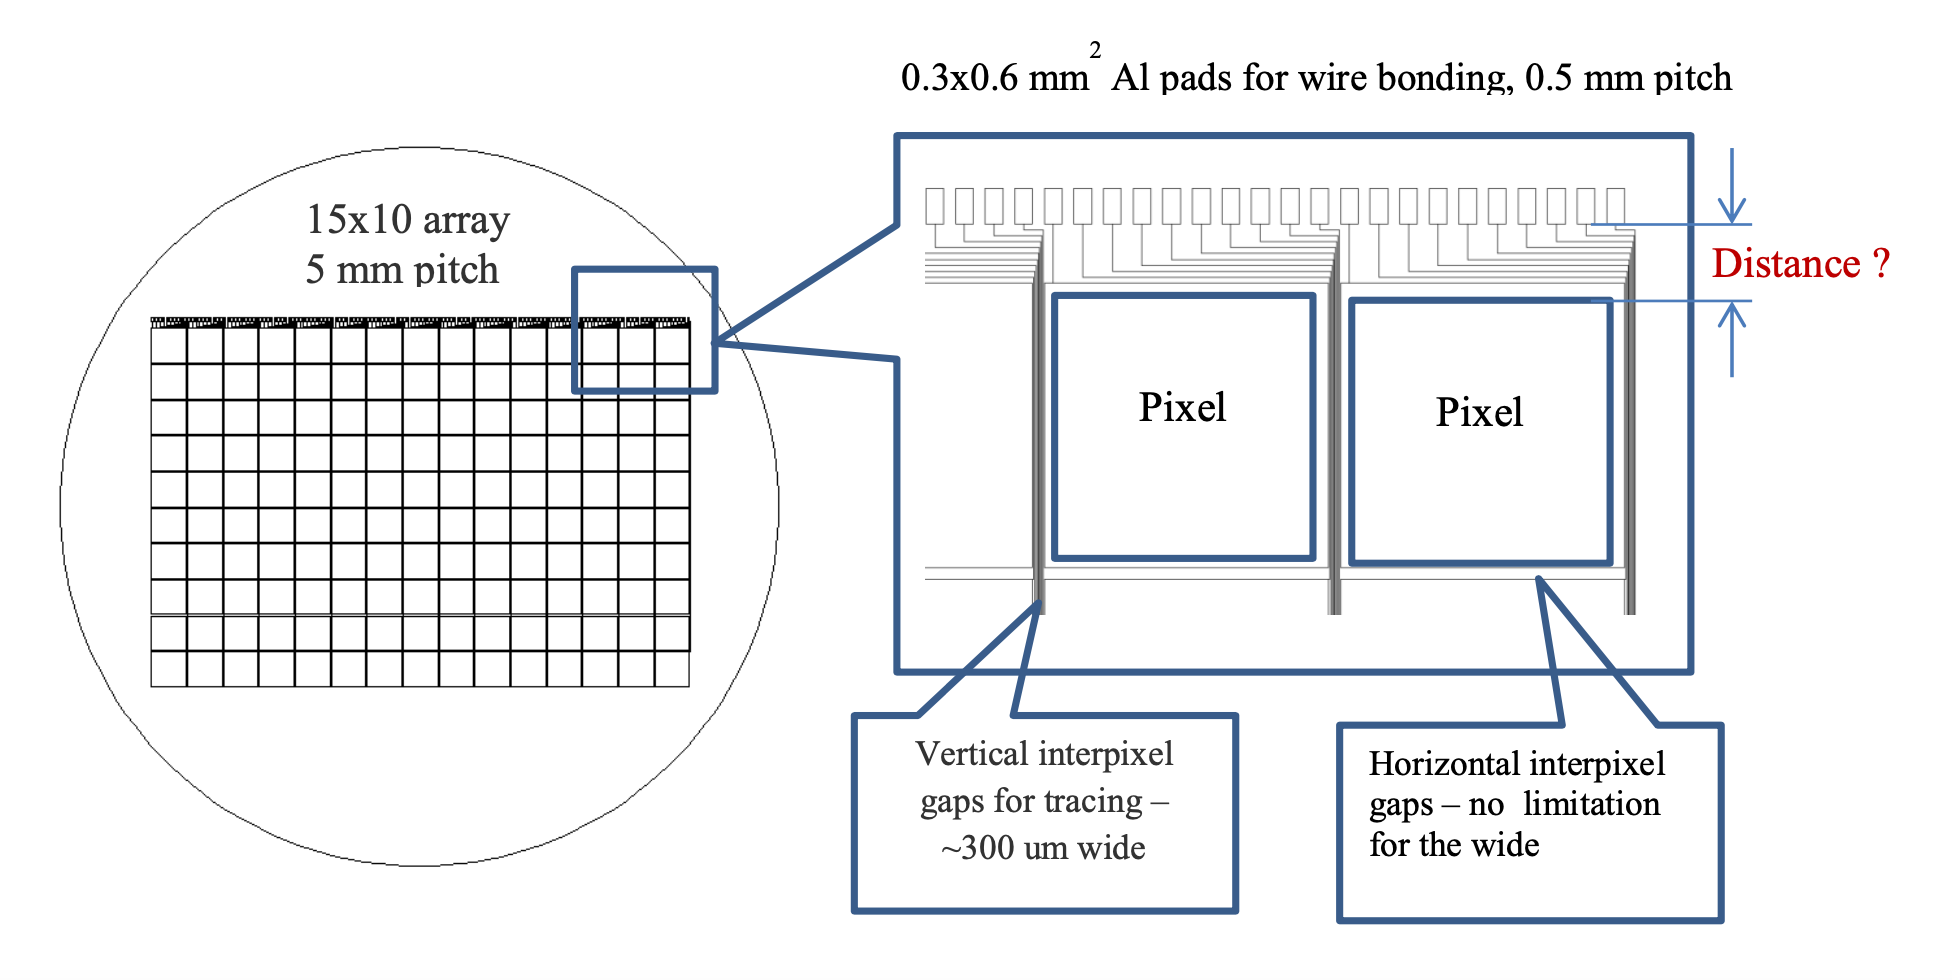 0.3x0.6 mm² Al pads for wire bonding, 0.5 mm pitch
15x10 array
5 mm pitch
Distance ?
Pixel
Pixel
Vertical interpixel
gaps for tracing –
~300 um wide
Horizontal interpixel
gaps – no limitation
for the wide